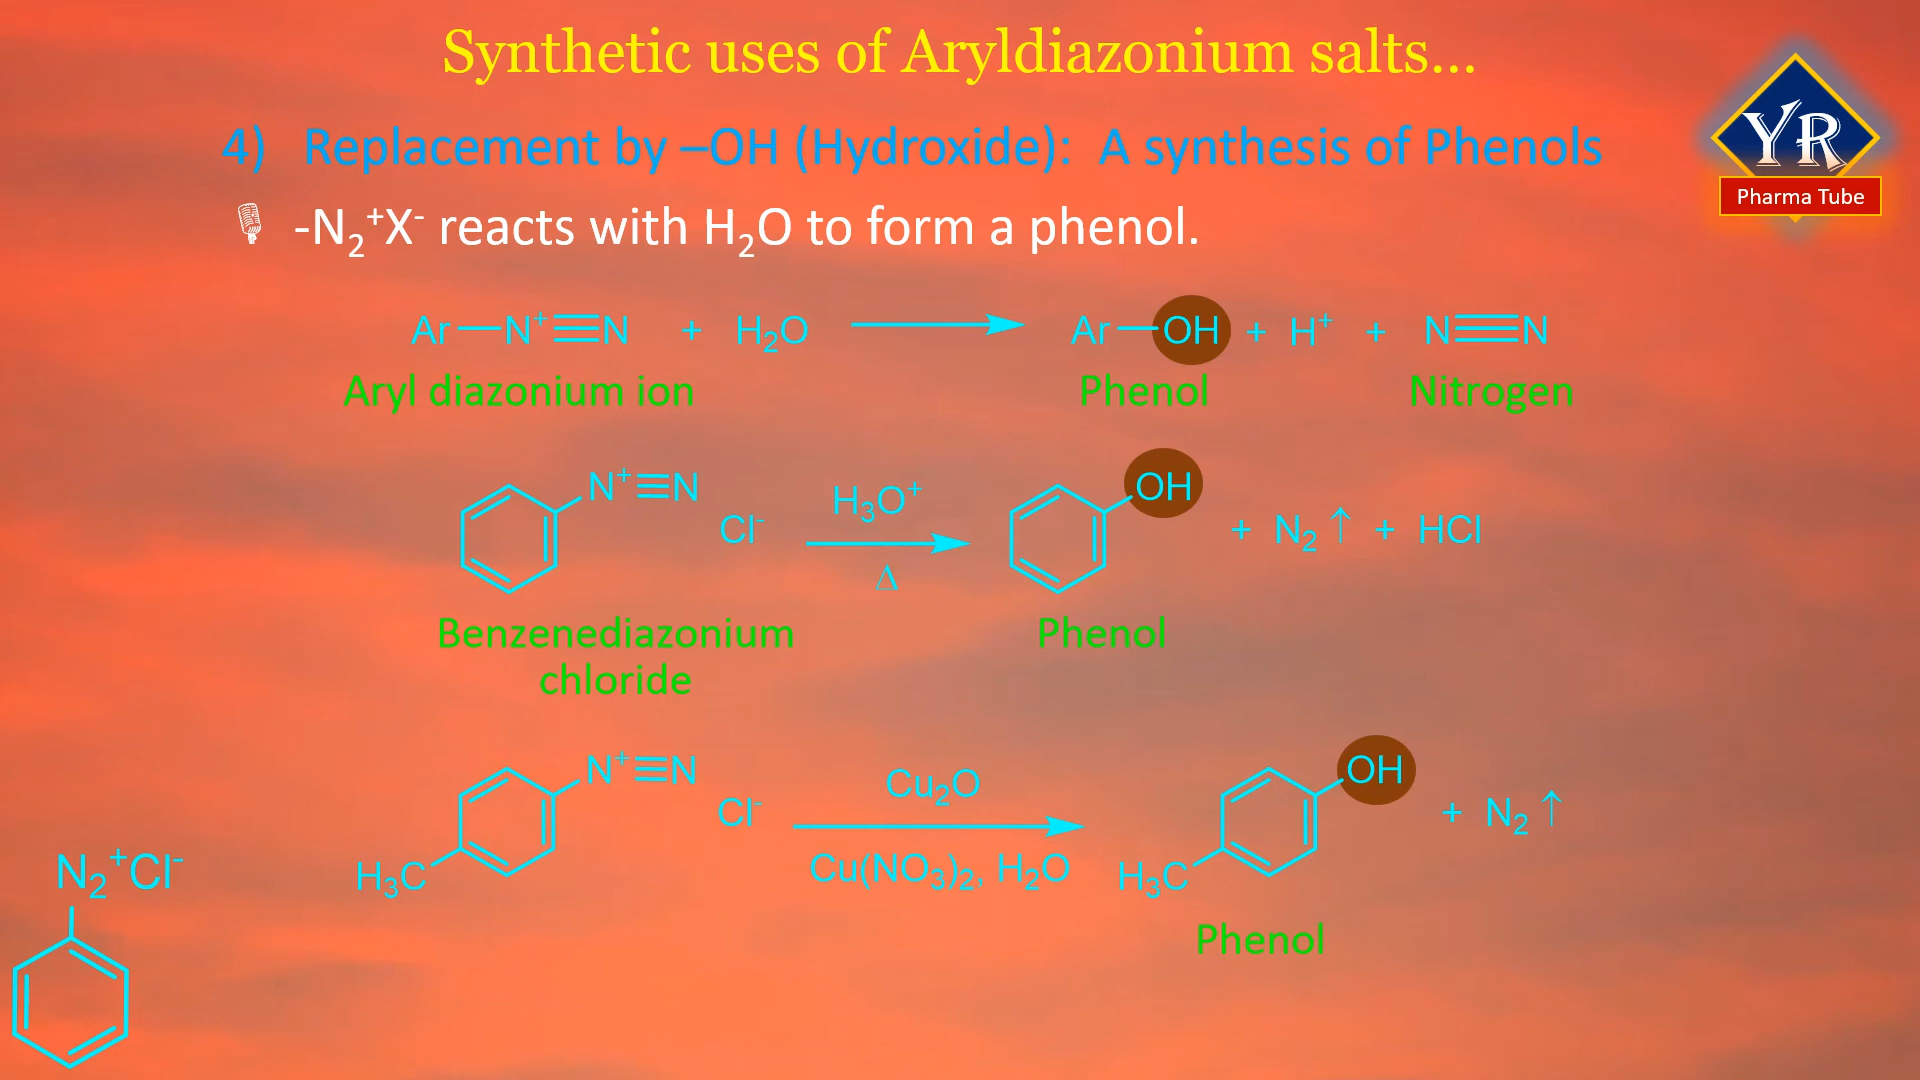 Synthetic uses of Aryldiazonium salts...
YR
Pharma Tube
4) Replacement by –OH (Hydroxide): A synthesis of Phenols
-N₂⁺X⁻ reacts with H₂O to form a phenol.
Ar—N⁺≡N + H₂O Ar—OH + H⁺ + N≡N
Aryl diazonium ion Phenol Nitrogen
N⁺≡N Cl⁻ H₃O⁺ Δ OH + N₂↑ + HCl
Benzenediazonium chloride Phenol
N⁺≡N Cl⁻ H₃C Cu₂O Cu(NO₃)₂, H₂O OH H₃C + N₂↑
Phenol
N₂⁺Cl⁻